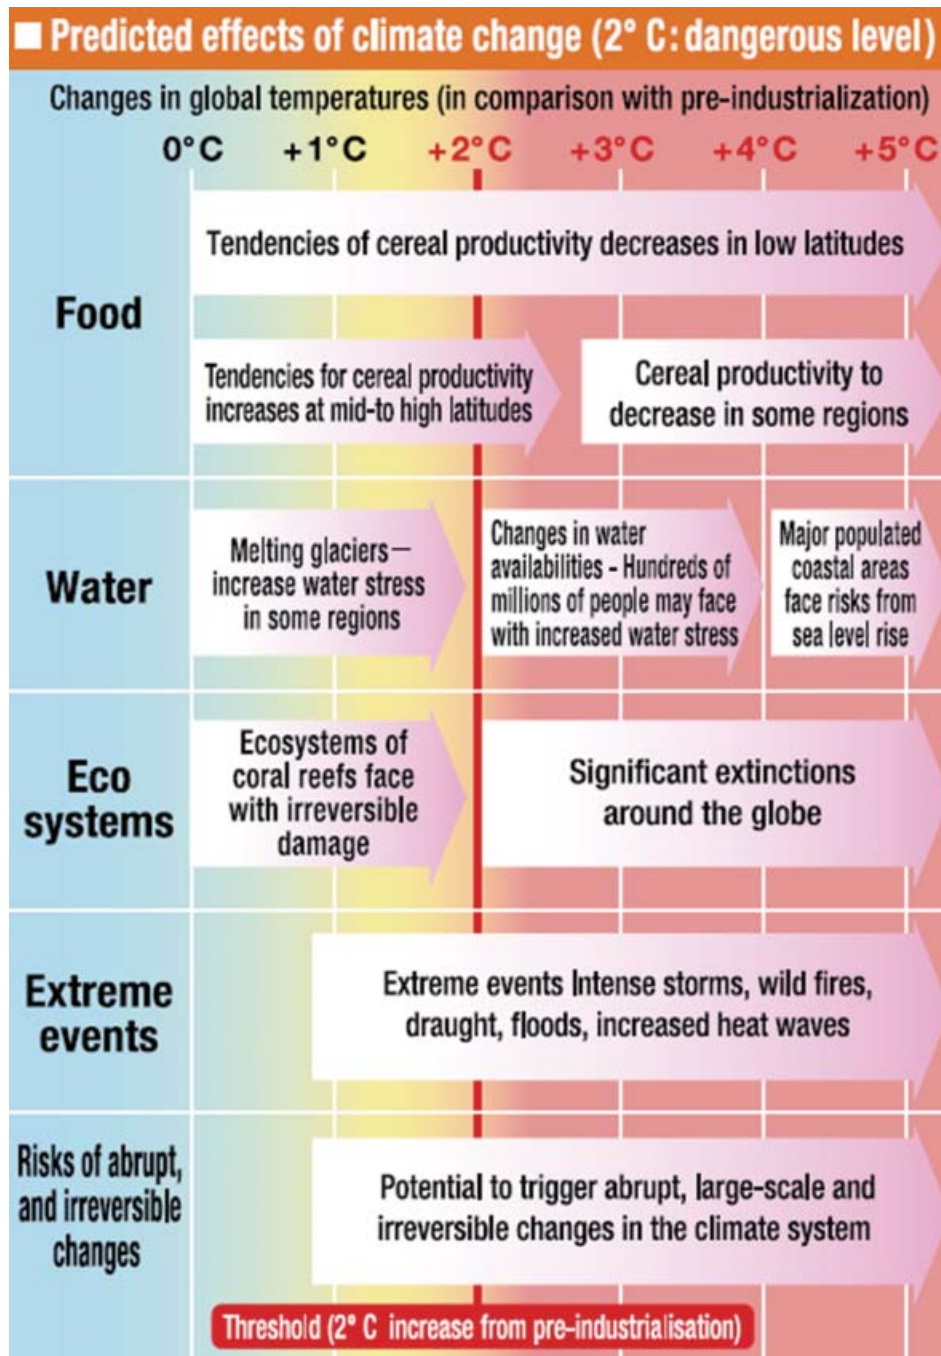 ■ Predicted effects of climate change (2° C: dangerous level)
Changes in global temperatures (in comparison with pre-industrialization)
0°C +1°C +2°C +3°C +4°C +5°C
Food
Tendencies of cereal productivity decreases in low latitudes
Tendencies for cereal productivity
increases at mid-to high latitudes
Cereal productivity to
decrease in some regions
Water
Melting glaciers—
increase water stress
in some regions
Changes in water
availabilities - Hundreds of
millions of people may face
with increased water stress
Major populated
coastal areas
face risks from
sea level rise
Eco
systems
Ecosystems of
coral reefs face
with irreversible
damage
Significant extinctions
around the globe
Extreme
events
Extreme events Intense storms, wild fires,
draught, floods, increased heat waves
Risks of abrupt,
and irreversible
changes
Potential to trigger abrupt, large-scale and
irreversible changes in the climate system
Threshold (2° C increase from pre-industrialisation)